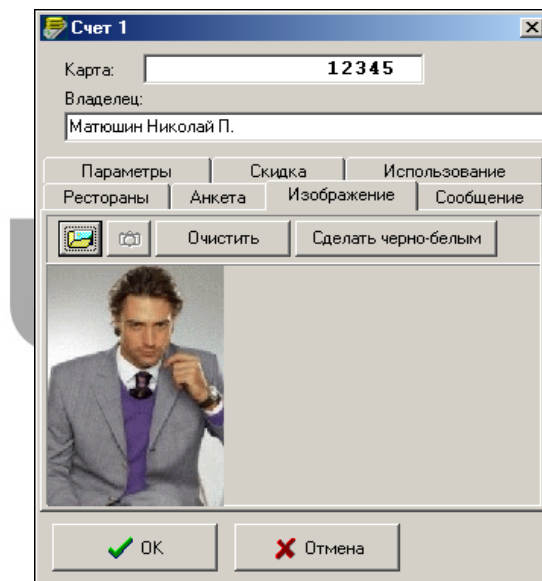 Счет 1
Карта: 12345
Владелец:
Матюшин Николай П.
Параметры Скидка Использование
Рестораны Анкета Изображение Сообщение
Очистить Сделать черно-белым
OK Отмена